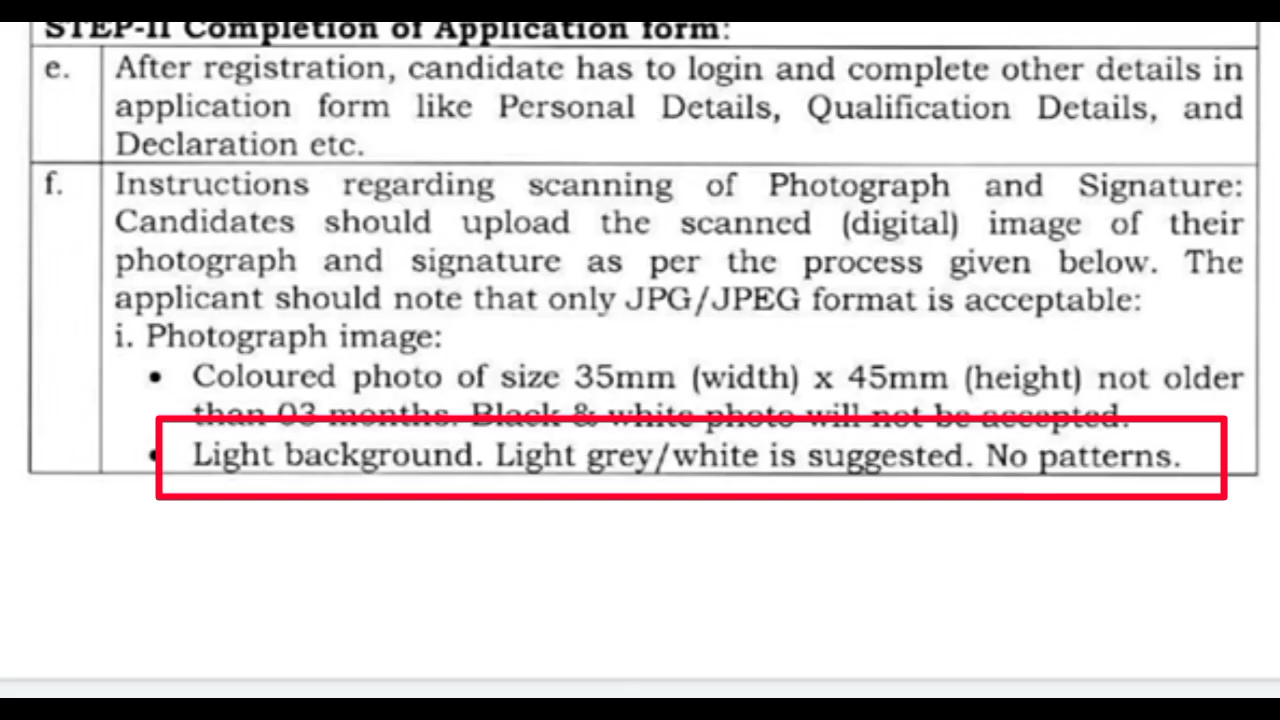 STEP-II Completion of Application form:
e. After registration, candidate has to login and complete other details in
application form like Personal Details, Qualification Details, and
Declaration etc.
f. Instructions regarding scanning of Photograph and Signature:
Candidates should upload the scanned (digital) image of their
photograph and signature as per the process given below. The
applicant should note that only JPG/JPEG format is acceptable:
i. Photograph image:
• Coloured photo of size 35mm (width) x 45mm (height) not older
than 03 months. Black & white photo will not be accepted.
• Light background. Light grey/white is suggested. No patterns.